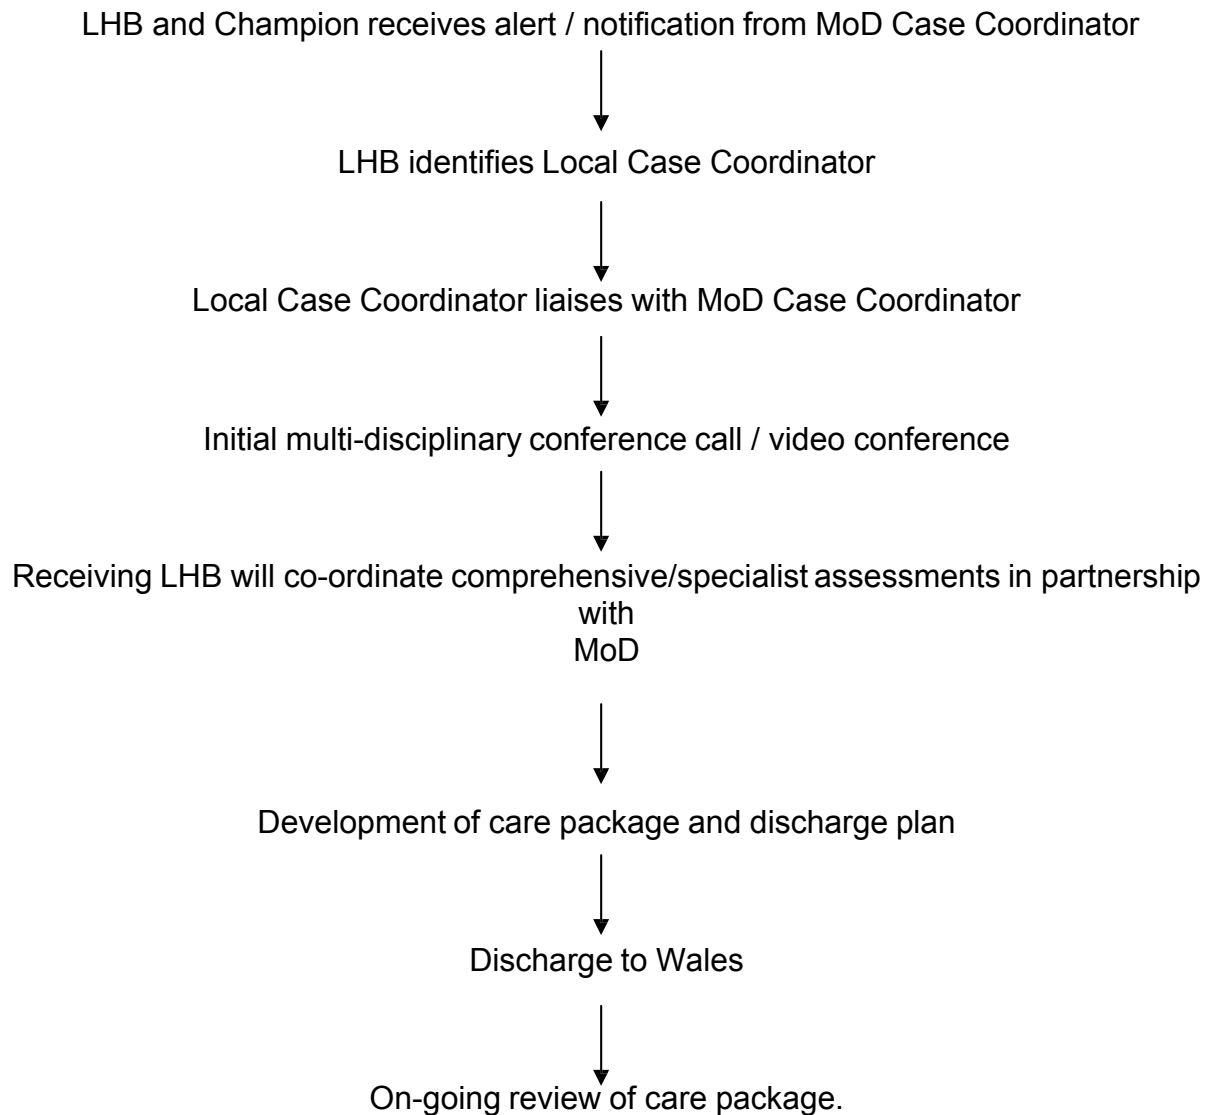 LHB and Champion receives alert / notification from MoD Case Coordinator
LHB identifies Local Case Coordinator
Local Case Coordinator liaises with MoD Case Coordinator
Initial multi-disciplinary conference call / video conference
Receiving LHB will co-ordinate comprehensive/specialist assessments in partnership
with
MoD
Development of care package and discharge plan
Discharge to Wales
On-going review of care package.